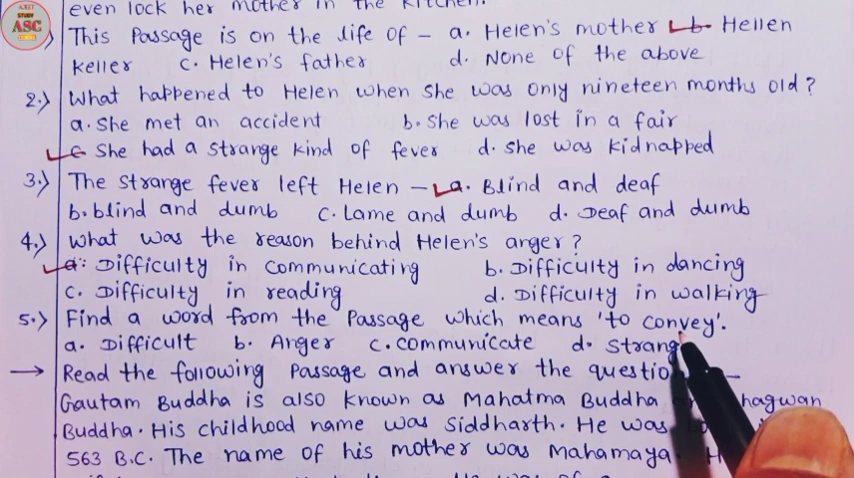 AXET
STUDY
ASC
even lock her mother in the kitchen.
This Passage is on the life of - a. Helen's mother b. Hellen
Keller c. Helen's father d. None of the above
2.) What happened to Helen when she was only nineteen months old?
a. She met an accident b. She was lost in a fair
c. She had a strange kind of fever d. she was kidnapped
3.) The strange fever left Helen - a. Blind and deaf
b. blind and dumb c. Lame and dumb d. Deaf and dumb
4.) What was the reason behind Helen's anger?
a. Difficulty in communicating b. Difficulty in dancing
c. Difficulty in reading d. Difficulty in walking
5.) Find a word from the Passage which means 'to convey'.
a. Difficult b. Anger c. communicate d. Strang
→ Read the following Passage and answer the questio -
Gautam Buddha is also known as Mahatma Buddha hagwan
Buddha. His childhood name was Siddharth. He was
563 B.C. The name of his mother was Mahamaya.